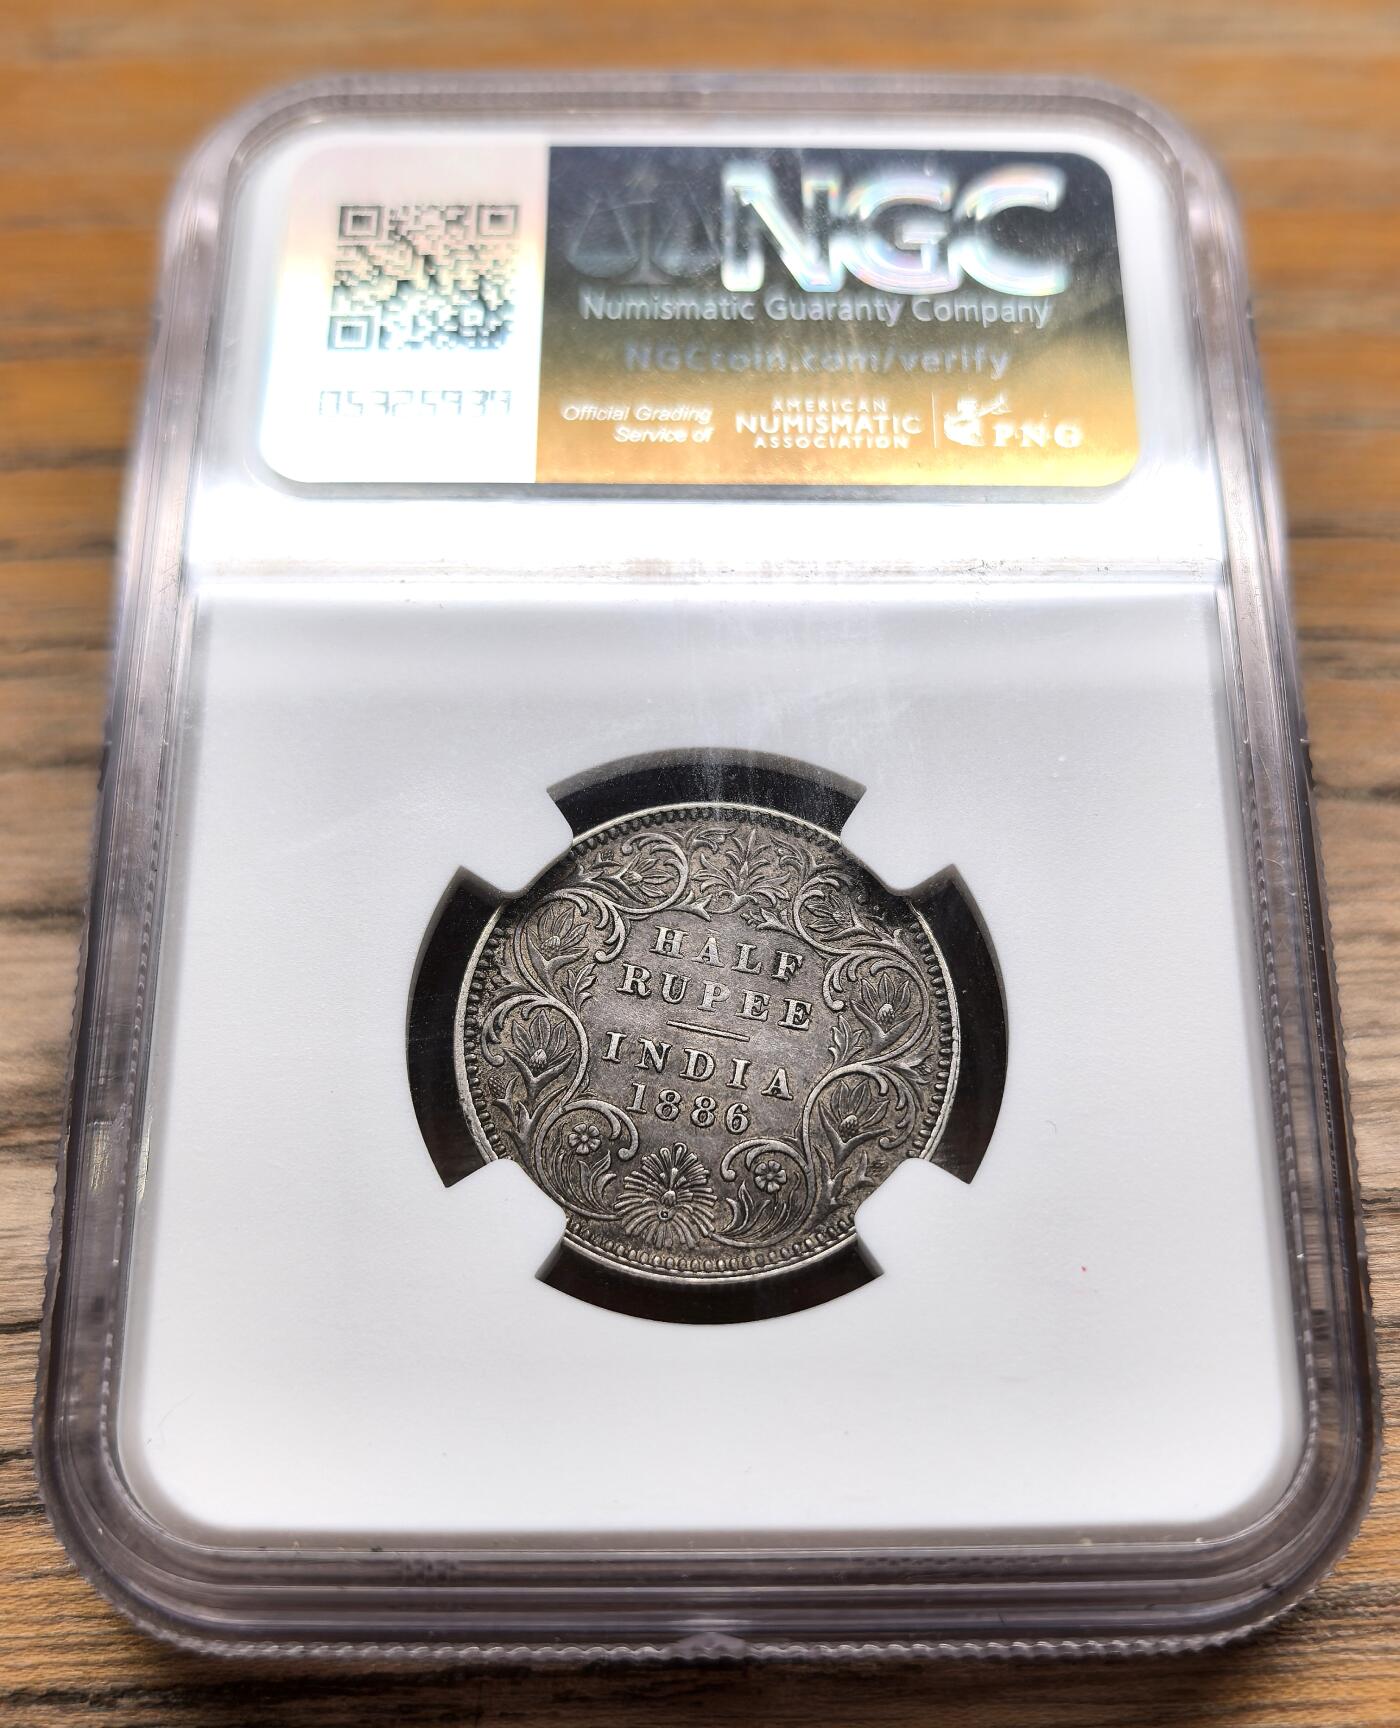 NGC
Numismatic Guaranty Company
NGCcoin.com/verify
Official Grading
Service of
AMERICAN
NUMISMATIC
ASSOCIATION
PNG
05325939
HALF
RUPEE
INDIA
1886